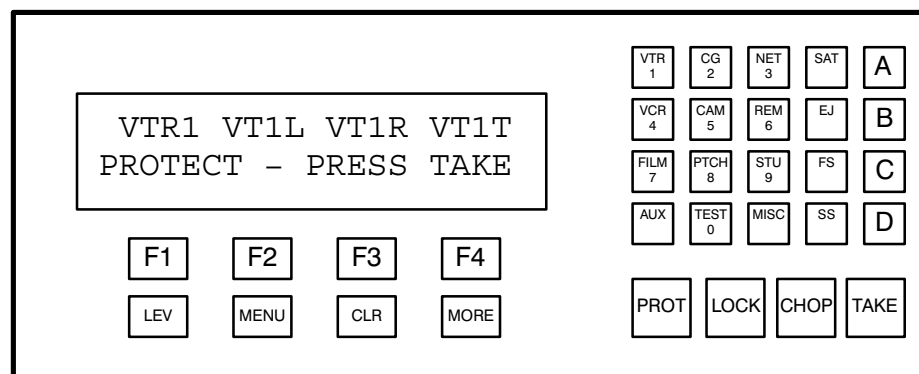 VTR1 VT1L VT1R VT1T
PROTECT – PRESS TAKE
F1 F2 F3 F4
LEV MENU CLR MORE
VTR 1 CG 2 NET 3 SAT A
VCR 4 CAM 5 REM 6 EJ B
FILM 7 PTCH 8 STU 9 FS C
AUX TEST 0 MISC SS D
PROT LOCK CHOP TAKE